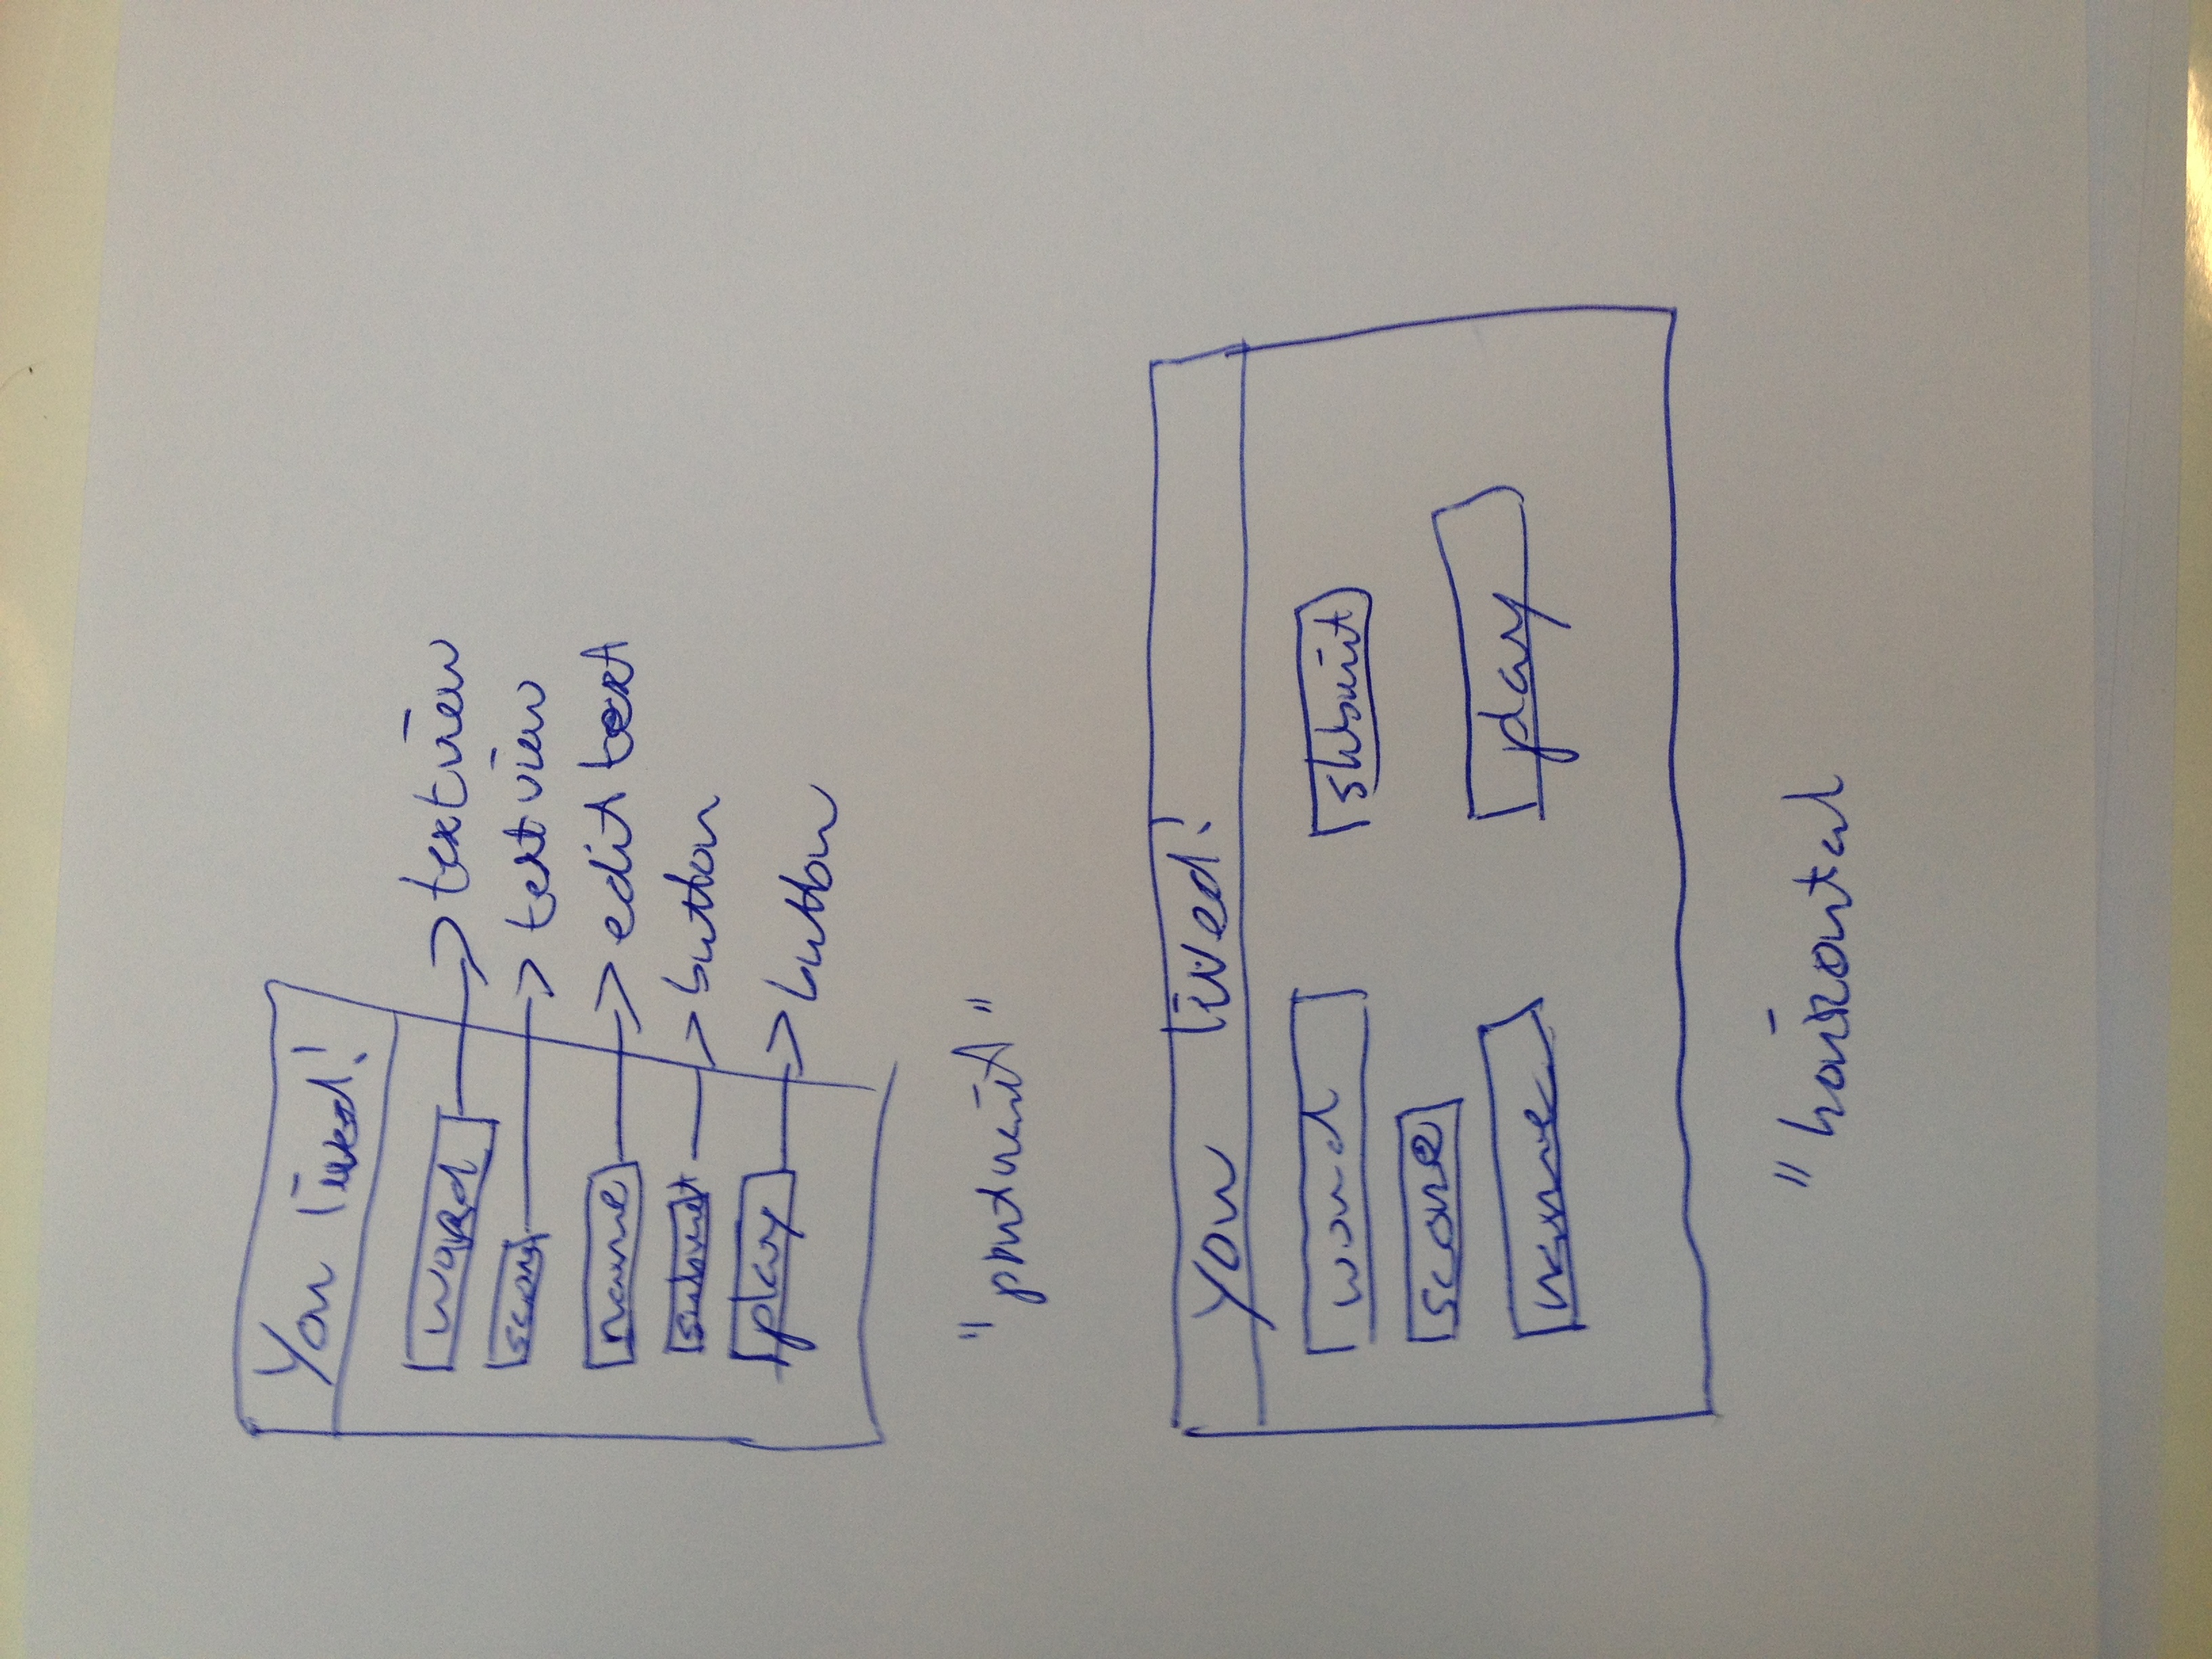 You lived!
word → textview
score → textview
name → edit text
submit → button
play → button
"portrait"
You lived!
word submit
score
name play
"horizontal